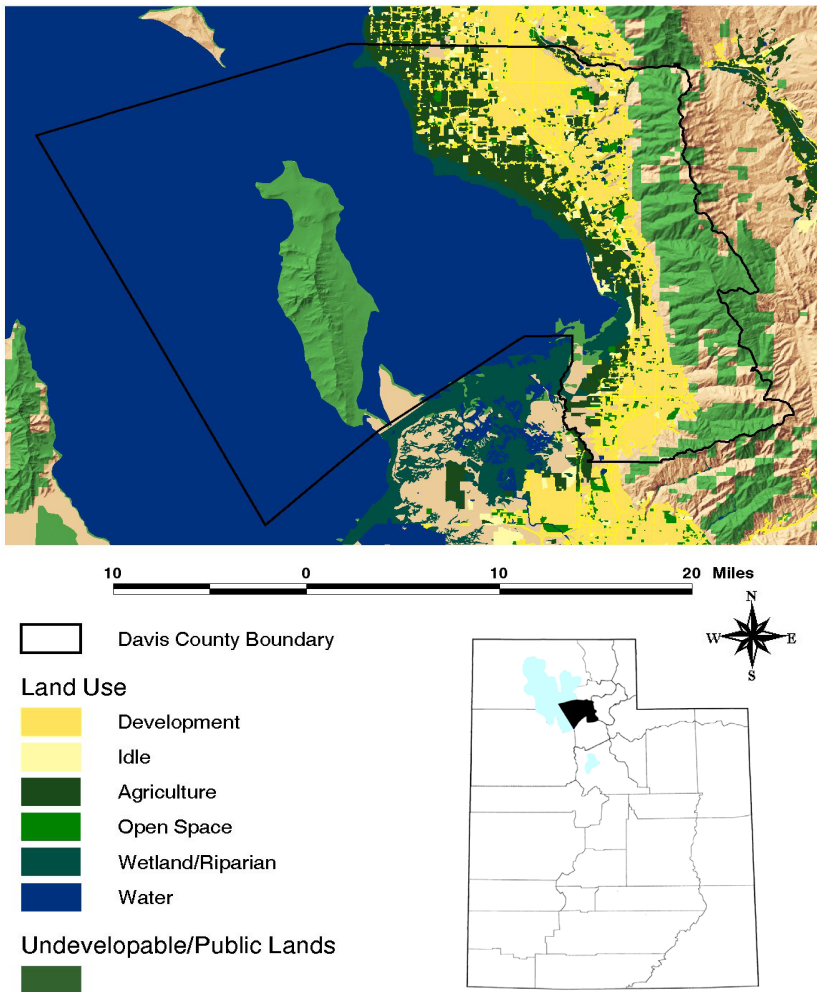 10 0 10 20 Miles
N
W E
S
Davis County Boundary
Land Use
Development
Idle
Agriculture
Open Space
Wetland/Riparian
Water
Undevelopable/Public Lands